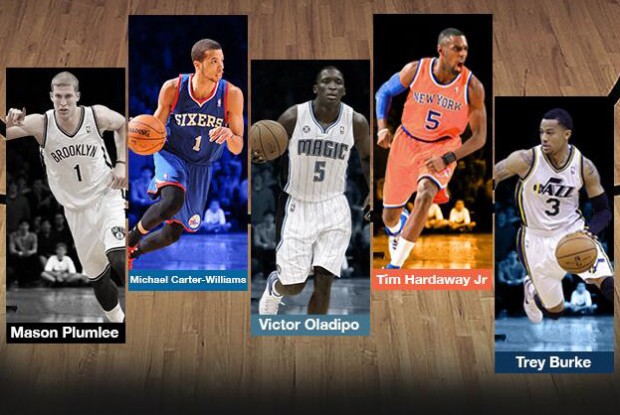 BROOKLYN
1
Mason Plumlee
SIXERS
1
Michael Carter-Williams
MAGIC
5
Victor Oladipo
NEW YORK
5
Tim Hardaway Jr
JAZZ
3
Trey Burke